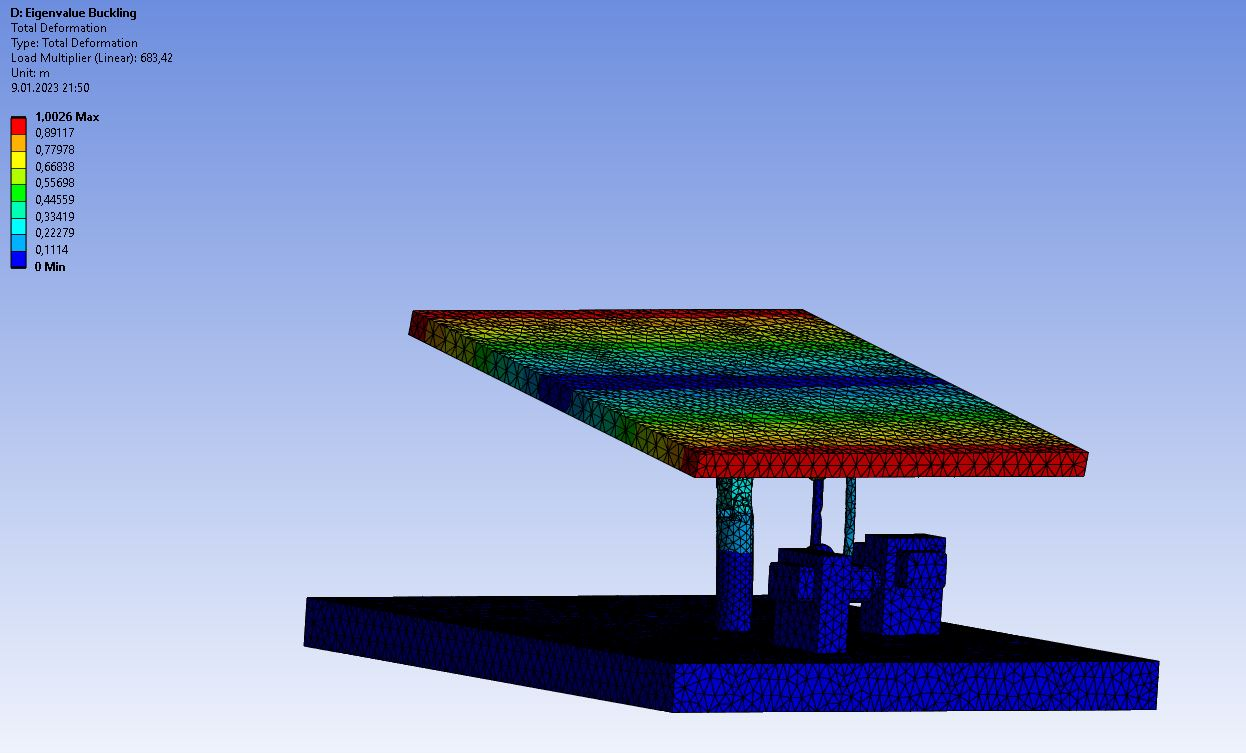 D: Eigenvalue Buckling
Total Deformation
Type: Total Deformation
Load Multiplier (Linear): 683,42
Unit: m
9.01.2023 21:50
1,0026 Max
0,89117
0,77978
0,66838
0,55698
0,44559
0,33419
0,22279
0,1114
0 Min